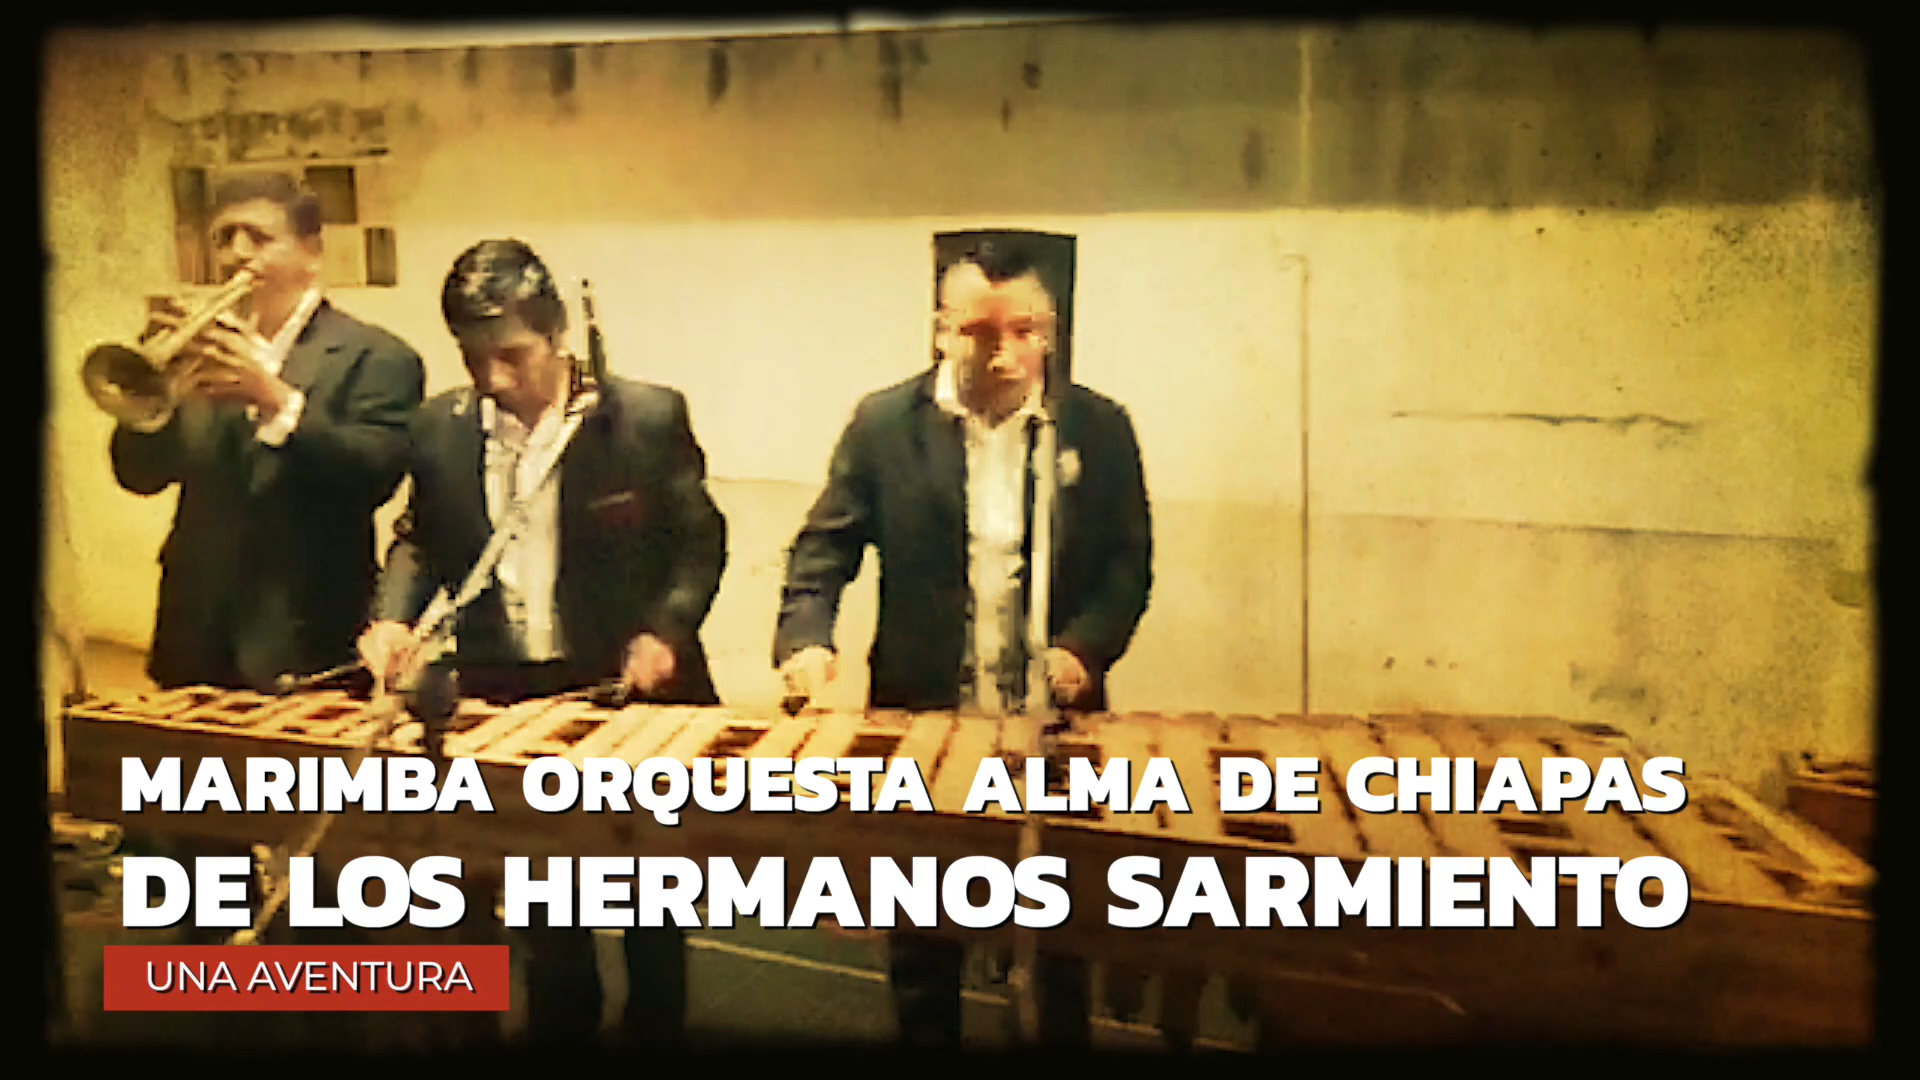 MARIMBA ORQUESTA ALMA DE CHIAPAS
DE LOS HERMANOS SARMIENTO
UNA AVENTURA